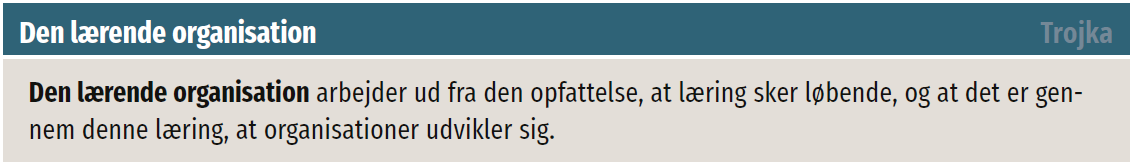 Den lærende organisation Trojka
Den lærende organisation arbejder ud fra den opfattelse, at læring sker løbende, og at det er gen-
nem denne læring, at organisationer udvikler sig.